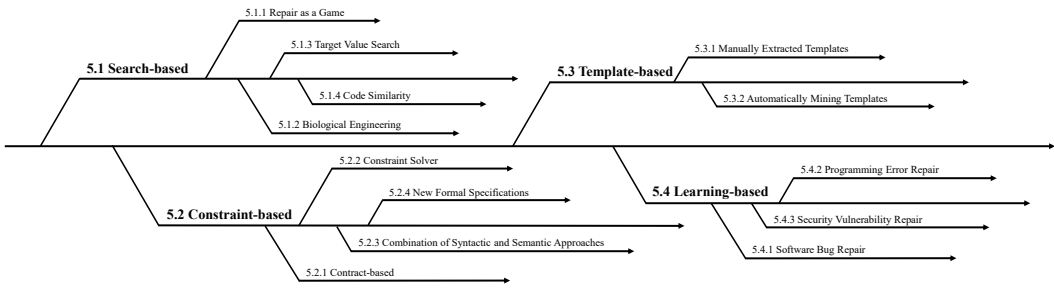 5.1.1 Repair as a Game
5.1.3 Target Value Search
5.1 Search-based
5.1.4 Code Similarity
5.1.2 Biological Engineering
5.3.1 Manually Extracted Templates
5.3 Template-based
5.3.2 Automatically Mining Templates
5.2.2 Constraint Solver
5.2.4 New Formal Specifications
5.2 Constraint-based
5.2.3 Combination of Syntactic and Semantic Approaches
5.2.1 Contract-based
5.4.2 Programming Error Repair
5.4 Learning-based
5.4.3 Security Vulnerability Repair
5.4.1 Software Bug Repair